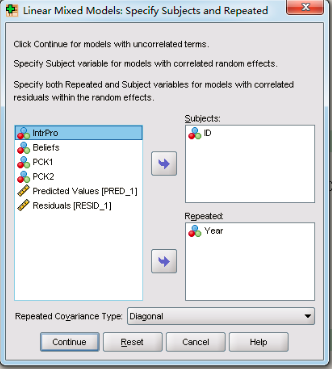 Linear Mixed Models: Specify Subjects and Repeated
Click Continue for models with uncorrelated terms.
Specify Subject variable for models with correlated random effects.
Specify both Repeated and Subject variables for models with correlated
residuals within the random effects.
Subjects:
IntrPro
Beliefs
PCK1
PCK2
Predicted Values [PRED_1]
Residuals [RESID_1]
ID
Repeated:
Year
Repeated Covariance Type:
Diagonal
Continue
Reset
Cancel
Help